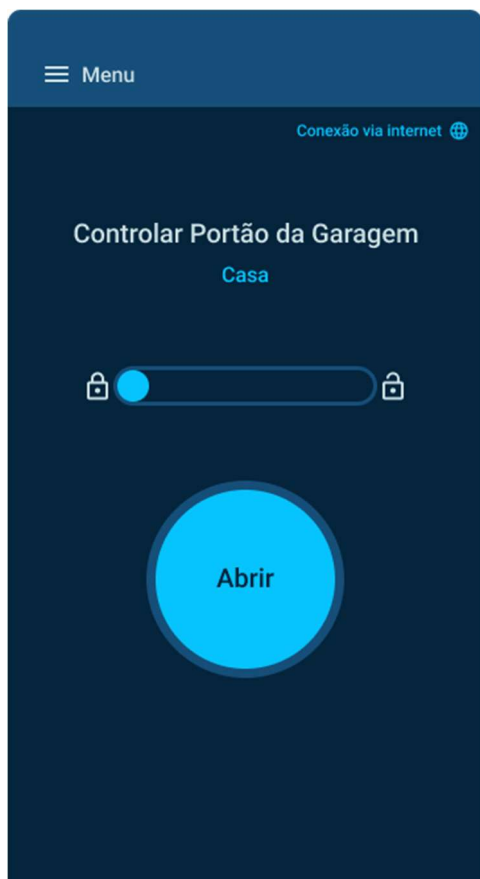 Menu
Conexão via internet
Controlar Portão da Garagem
Casa
Abrir